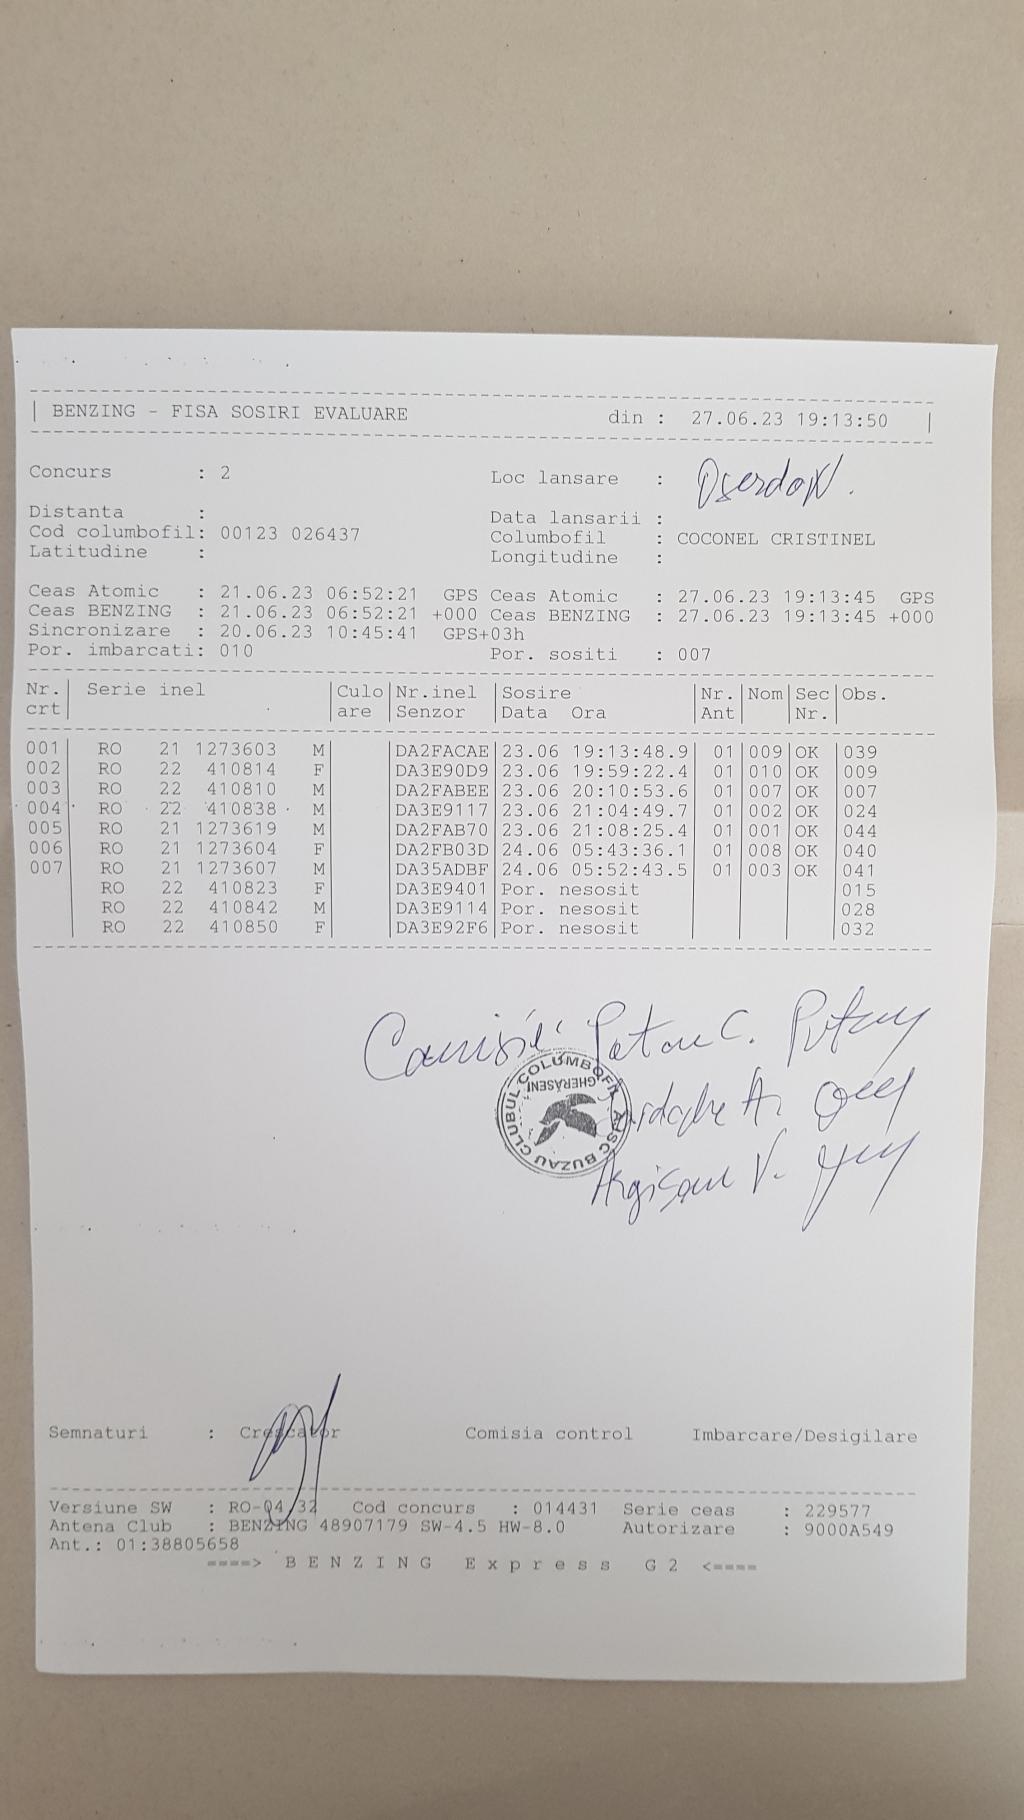 | BENZING - FISA SOSIRI EVALUARE din : 27.06.23 19:13:50 |
Concurs : 2 Loc lansare :
Distanta : Data lansarii :
Cod columbofil: 00123 026437 Columbofil : COCONEL CRISTINEL
Latitudine : Longitudine :
Ceas Atomic : 21.06.23 06:52:21 GPS Ceas Atomic : 27.06.23 19:13:45 GPS
Ceas BENZING : 21.06.23 06:52:21 +000 Ceas BENZING : 27.06.23 19:13:45 +000
Sincronizare : 20.06.23 10:45:41 GPS+03h
Por. imbarcati: 010 Por. sositi : 007
Nr. | Serie inel | Culo | Nr.inel | Sosire | Nr. | Nom | Sec | Obs.
crt | | are | Senzor | Data Ora | Ant | | Nr. |
001 | RO 21 1273603 M | | DA2FACAE | 23.06 19:13:48.9 | 01 | 009 | OK | 039
002 | RO 22 410814 F | | DA3E90D9 | 23.06 19:59:22.4 | 01 | 010 | OK | 009
003 | RO 22 410810 M | | DA2FABEE | 23.06 20:10:53.6 | 01 | 007 | OK | 007
004 | RO 22 410838 M | | DA3E9117 | 23.06 21:04:49.7 | 01 | 002 | OK | 024
005 | RO 21 1273619 M | | DA2FAB70 | 23.06 21:08:25.4 | 01 | 001 | OK | 044
006 | RO 21 1273604 F | | DA2FB03D | 24.06 05:43:36.1 | 01 | 008 | OK | 040
007 | RO 21 1273607 M | | DA35ADBF | 24.06 05:52:43.5 | 01 | 003 | OK | 041
| RO 22 410823 F | | DA3E9401 | Por. nesosit | | | | 015
| RO 22 410842 M | | DA3E9114 | Por. nesosit | | | | 028
| RO 22 410850 F | | DA3E92F6 | Por. nesosit | | | | 032
CLUBUL COLUMBOFIL AJSC BUZAU
GHERASENI
Semnaturi : Crescator Comisia control Imbarcare/Desigilare
Versiune SW : RO-04.32 Cod concurs : 014431 Serie ceas : 229577
Antena Club : BENZING 48907179 SW-4.5 HW-8.0 Autorizare : 9000A549
Ant.: 01:38805658
====> B E N Z I N G E x p r e s s G 2 <====